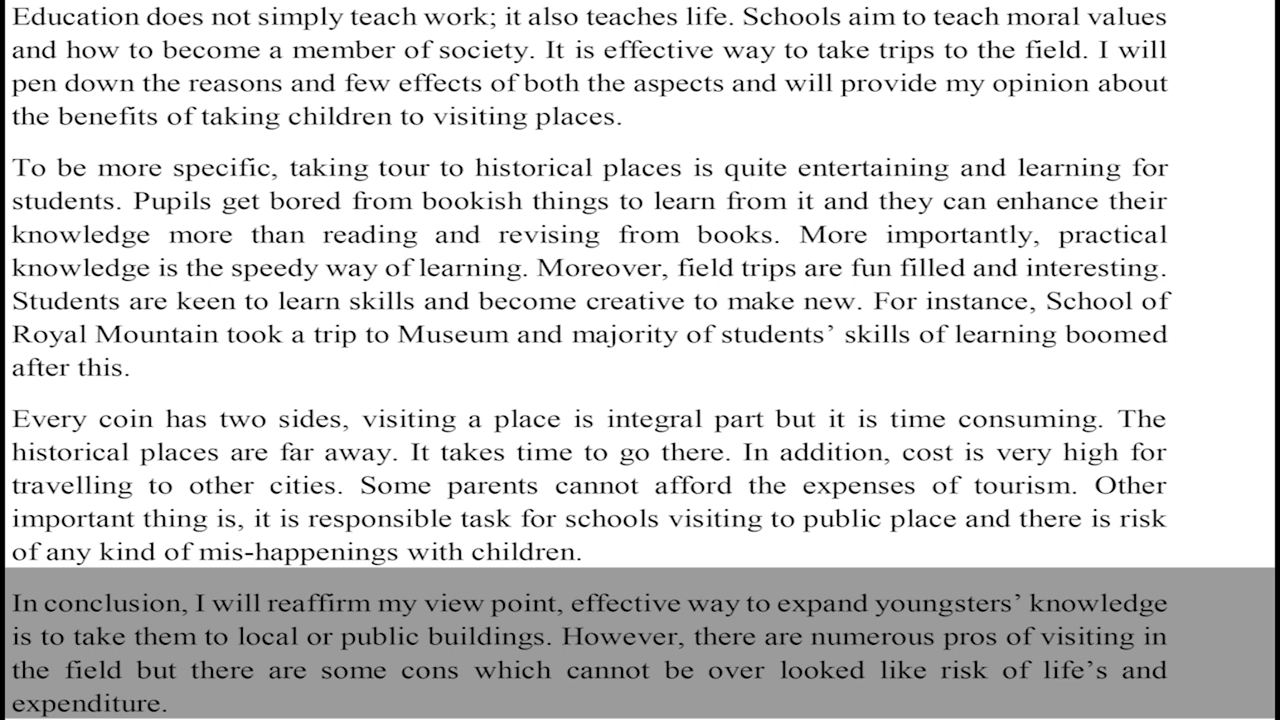 Education does not simply teach work; it also teaches life. Schools aim to teach moral values
and how to become a member of society. It is effective way to take trips to the field. I will
pen down the reasons and few effects of both the aspects and will provide my opinion about
the benefits of taking children to visiting places.
To be more specific, taking tour to historical places is quite entertaining and learning for
students. Pupils get bored from bookish things to learn from it and they can enhance their
knowledge more than reading and revising from books. More importantly, practical
knowledge is the speedy way of learning. Moreover, field trips are fun filled and interesting.
Students are keen to learn skills and become creative to make new. For instance, School of
Royal Mountain took a trip to Museum and majority of students’ skills of learning boomed
after this.
Every coin has two sides, visiting a place is integral part but it is time consuming. The
historical places are far away. It takes time to go there. In addition, cost is very high for
travelling to other cities. Some parents cannot afford the expenses of tourism. Other
important thing is, it is responsible task for schools visiting to public place and there is risk
of any kind of mis-happenings with children.
In conclusion, I will reaffirm my view point, effective way to expand youngsters’ knowledge
is to take them to local or public buildings. However, there are numerous pros of visiting in
the field but there are some cons which cannot be over looked like risk of life’s and
expenditure.